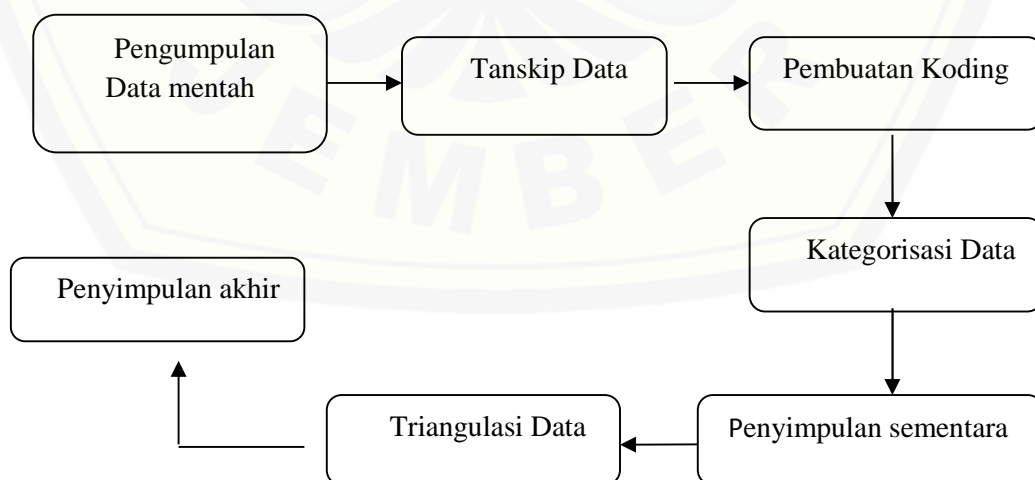 Pengumpulan
Data mentah
Tanskip Data
Pembuatan Koding
Kategorisasi Data
Penyimpulan sementara
Triangulasi Data
Penyimpulan akhir